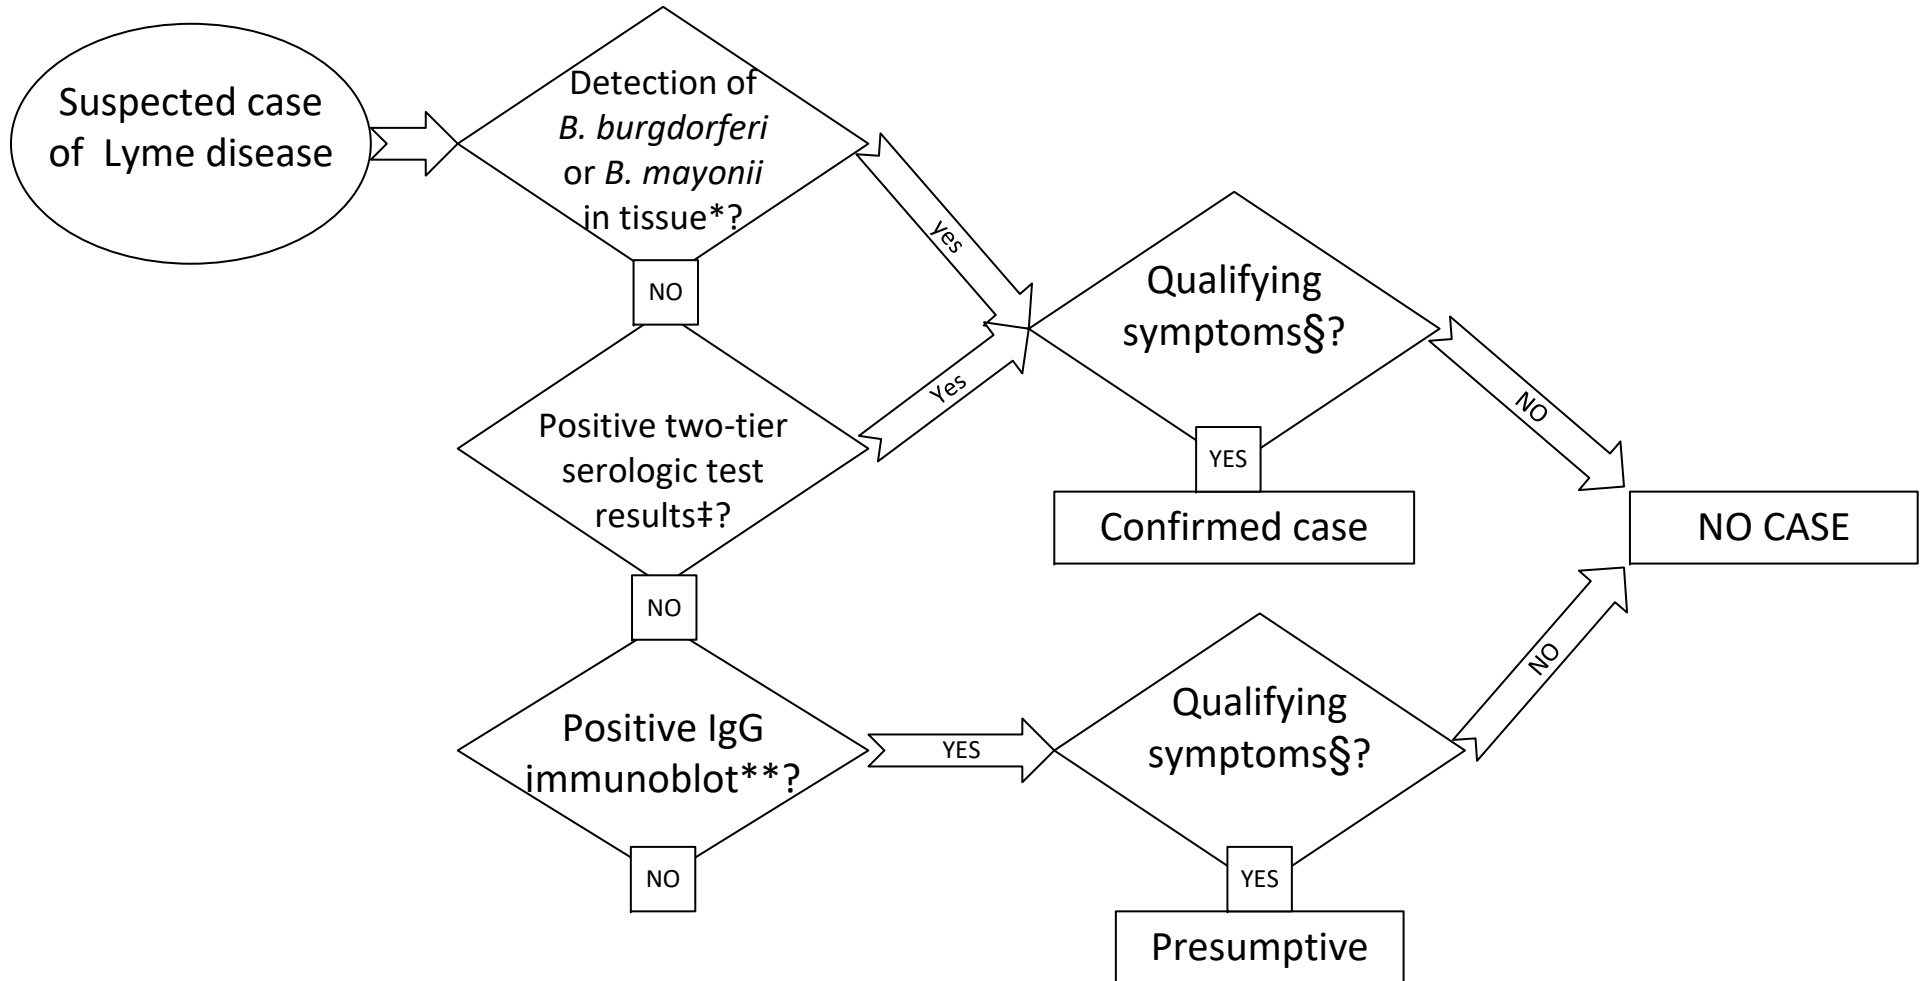 Suspected case
of Lyme disease
Detection of
B. burgdorferi
or B. mayonii
in tissue*?
yes
NO
Qualifying
symptoms§?
Yes
NO
YES
Positive two-tier
serologic test
results‡?
Confirmed case
NO CASE
NO
Positive IgG
immunoblot**?
YES
Qualifying
symptoms§?
NO
NO
YES
Presumptive